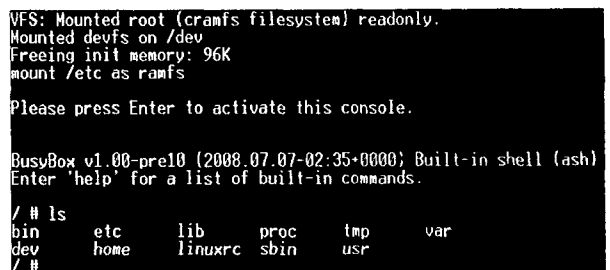 VFS: Mounted root (cramfs filesystem) readonly.
Mounted devfs on /dev
Freeing init memory: 96K
mount /etc as ramfs
Please press Enter to activate this console.
BusyBox v1.00-pre10 (2008.07.07-02:35+0000) Built-in shell (ash)
Enter 'help' for a list of built-in commands.
/ # ls
bin etc lib proc tmp var
dev home linuxrc sbin usr
/ #